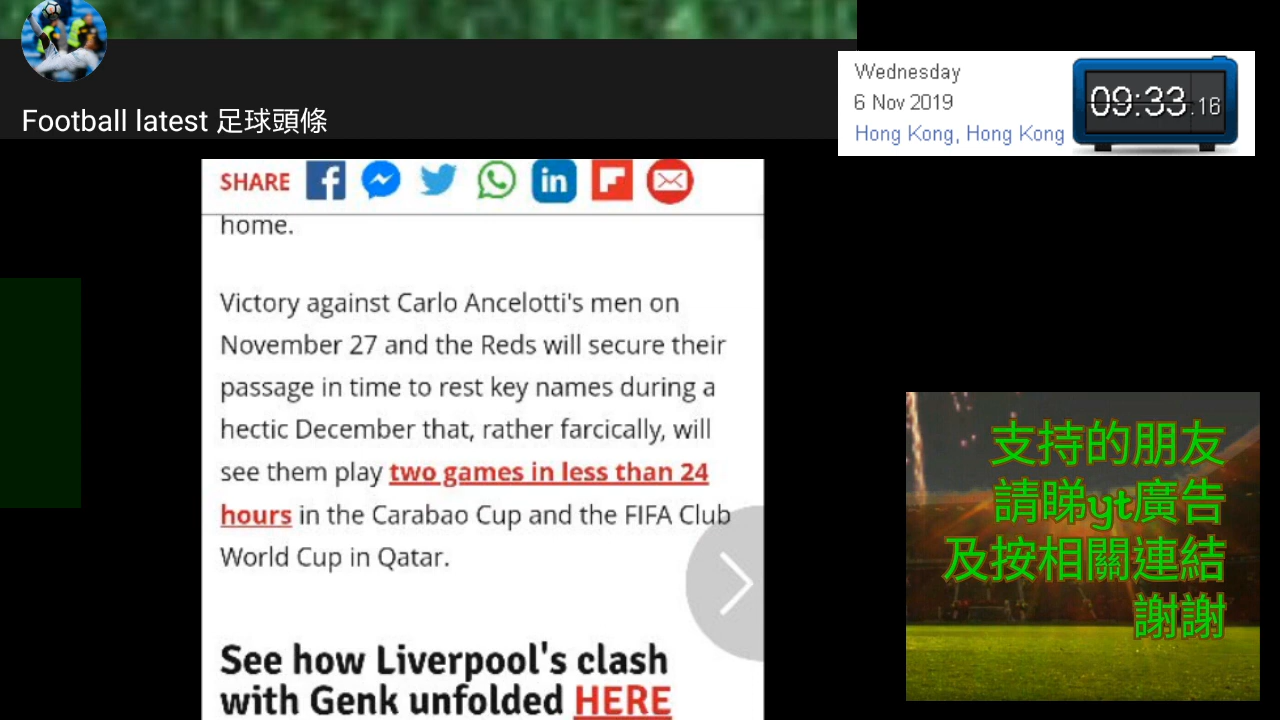 Football latest 足球頭條
Wednesday
6 Nov 2019
Hong Kong, Hong Kong
09:33.16
SHARE
home.
Victory against Carlo Ancelotti's men on
November 27 and the Reds will secure their
passage in time to rest key names during a
hectic December that, rather farcically, will
see them play two games in less than 24
hours in the Carabao Cup and the FIFA Club
World Cup in Qatar.
See how Liverpool's clash
with Genk unfolded HERE
支持的朋友
請睇yt廣告
及按相關連結
謝謝